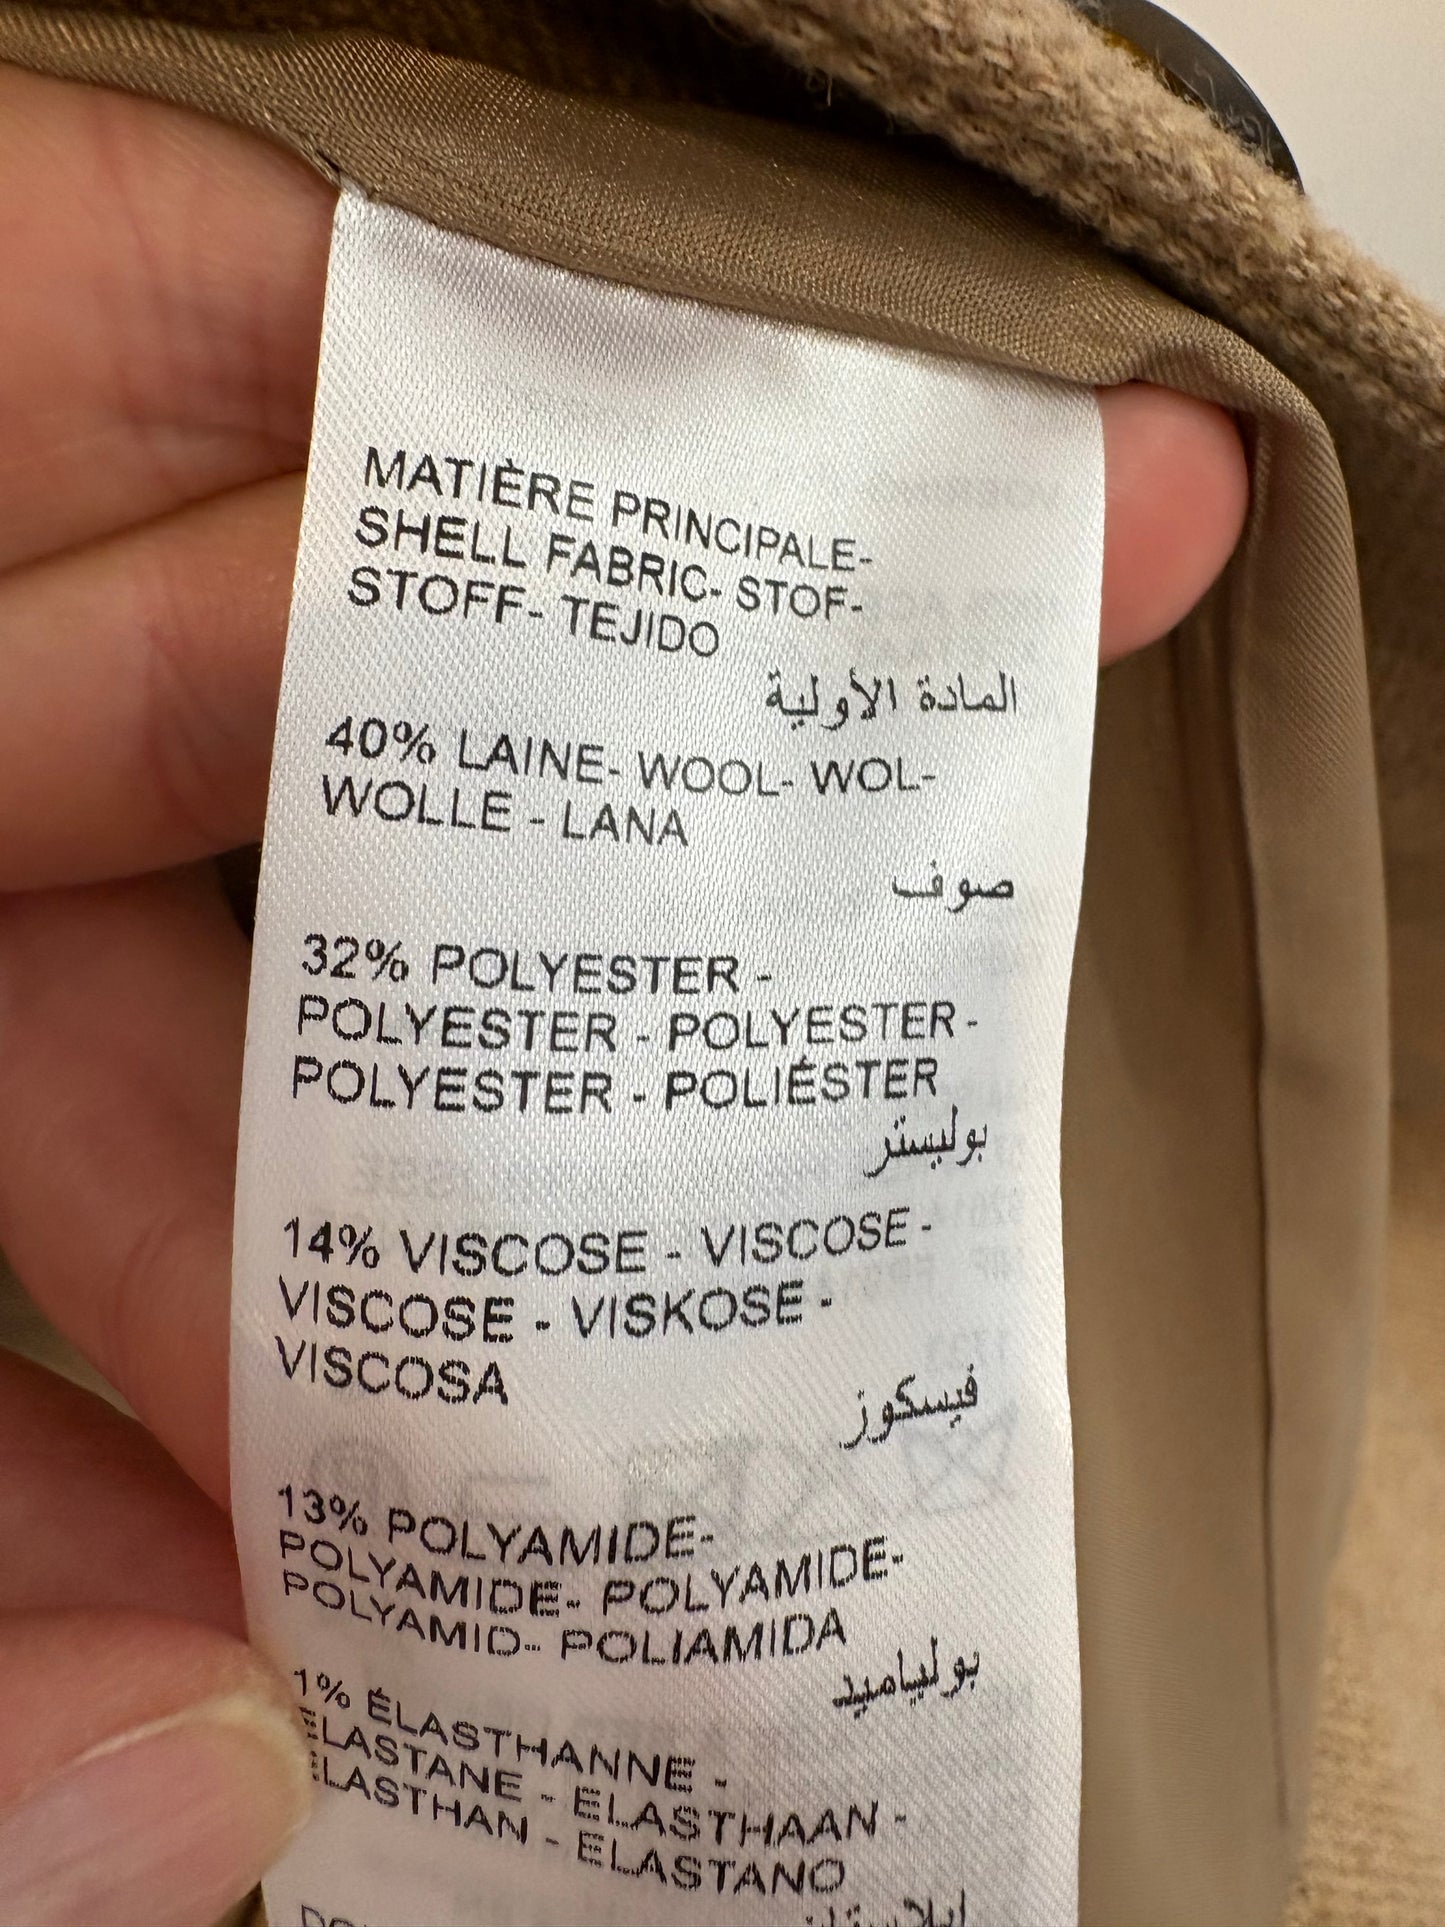 MATIÈRE PRINCIPALE-
SHELL FABRIC- STOF-
STOFF- TEJIDO
المادة الأولية
40% LAINE- WOOL- WOL-
WOLLE - LANA
صوف
32% POLYESTER -
POLYESTER - POLYESTER -
POLYESTER - POLIÉSTER
بوليستر
14% VISCOSE - VISCOSE -
VISCOSE - VISKOSE -
VISCOSA
فيسكوز
13% POLYAMIDE-
POLYAMIDE- POLYAMIDE-
POLYAMID- POLIAMIDA
بولياميد
1% ÉLASTHANNE -
ELASTANE - ELASTHAAN -
ELASTHAN - ELASTANO